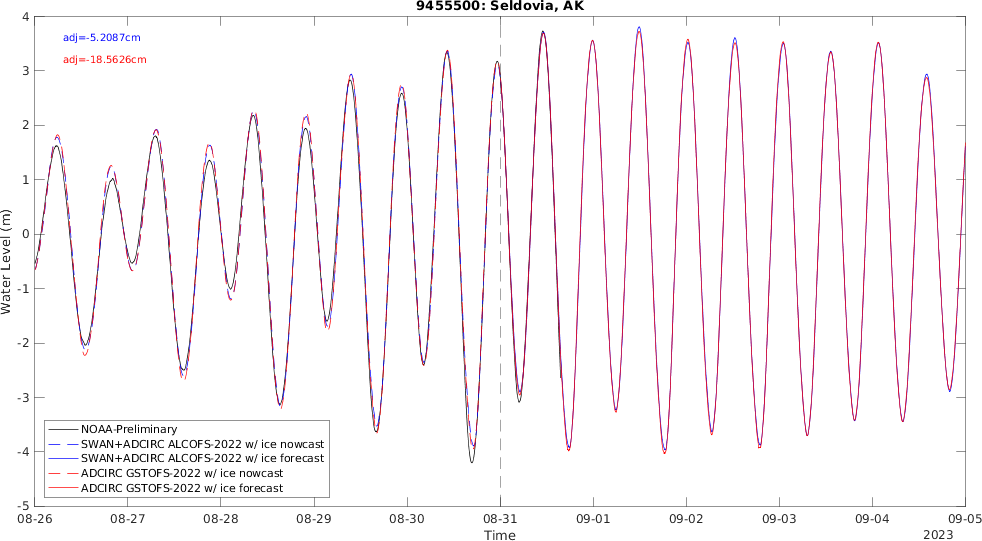 9455500: Seldovia, AK
adj=-5.2087cm
adj=-18.5626cm
4
3
2
1
0
-1
-2
-3
-4
-5
Water Level (m)
NOAA-Preliminary
SWAN+ADCIRC ALCOFS-2022 w/ ice nowcast
SWAN+ADCIRC ALCOFS-2022 w/ ice forecast
ADCIRC GSTOFS-2022 w/ ice nowcast
ADCIRC GSTOFS-2022 w/ ice forecast
08-26 08-27 08-28 08-29 08-30 08-31 09-01 09-02 09-03 09-04 09-05
Time
2023